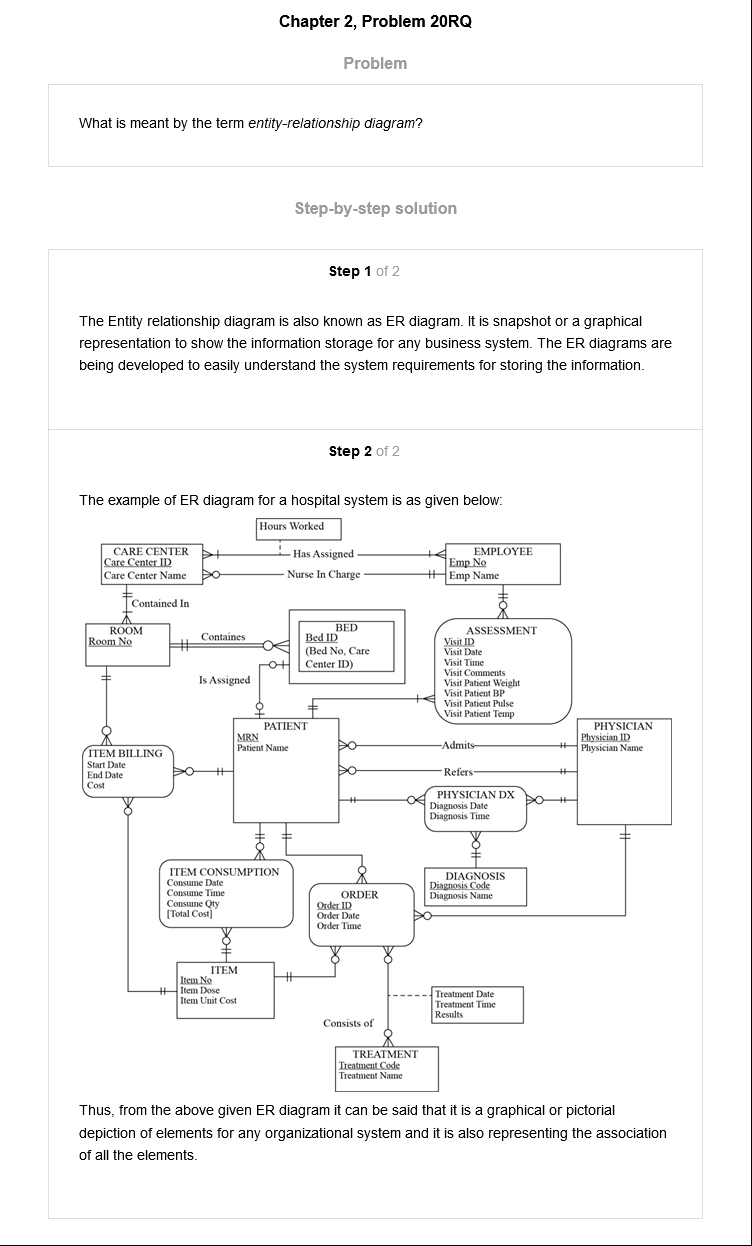 Chapter 2, Problem 20RQ
Problem
What is meant by the term entity-relationship diagram?
Step-by-step solution
Step 1 of 2
The Entity relationship diagram is also known as ER diagram. It is snapshot or a graphical
representation to show the information storage for any business system. The ER diagrams are
being developed to easily understand the system requirements for storing the information.
Step 2 of 2
The example of ER diagram for a hospital system is as given below:
Hours Worked
CARE CENTER
Care Center ID
Care Center Name
Has Assigned
Nurse In Charge
EMPLOYEE
Emp No
Emp Name
Contained In
ROOM
Room No
Containes
BED
Bed ID
(Bed No, Care
Center ID)
ASSESSMENT
Visit ID
Visit Date
Visit Time
Visit Comments
Visit Patient Weight
Visit Patient BP
Visit Patient Pulse
Visit Patient Temp
Is Assigned
PATIENT
MRN
Patient Name
PHYSICIAN
Physician ID
Physician Name
Admits
Refers
ITEM BILLING
Start Date
End Date
Cost
PHYSICIAN DX
Diagnosis Date
Diagnosis Time
ITEM CONSUMPTION
Consume Date
Consume Time
Consume Qty
[Total Cost]
DIAGNOSIS
Diagnosis Code
Diagnosis Name
ORDER
Order ID
Order Date
Order Time
ITEM
Item No
Item Dose
Item Unit Cost
Treatment Date
Treatment Time
Results
Consists of
TREATMENT
Treatment Code
Treatment Name
Thus, from the above given ER diagram it can be said that it is a graphical or pictorial
depiction of elements for any organizational system and it is also representing the association
of all the elements.